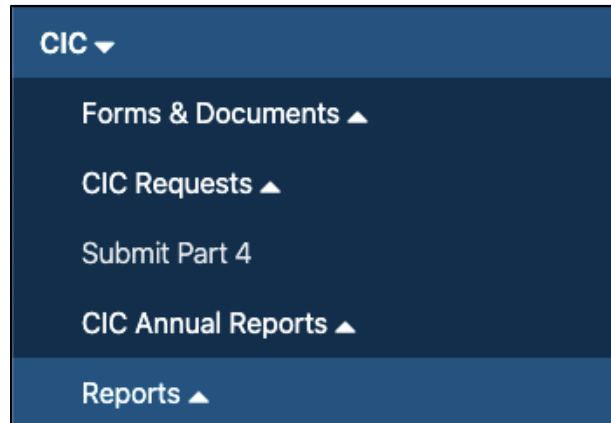 CIC
Forms & Documents
CIC Requests
Submit Part 4
CIC Annual Reports
Reports